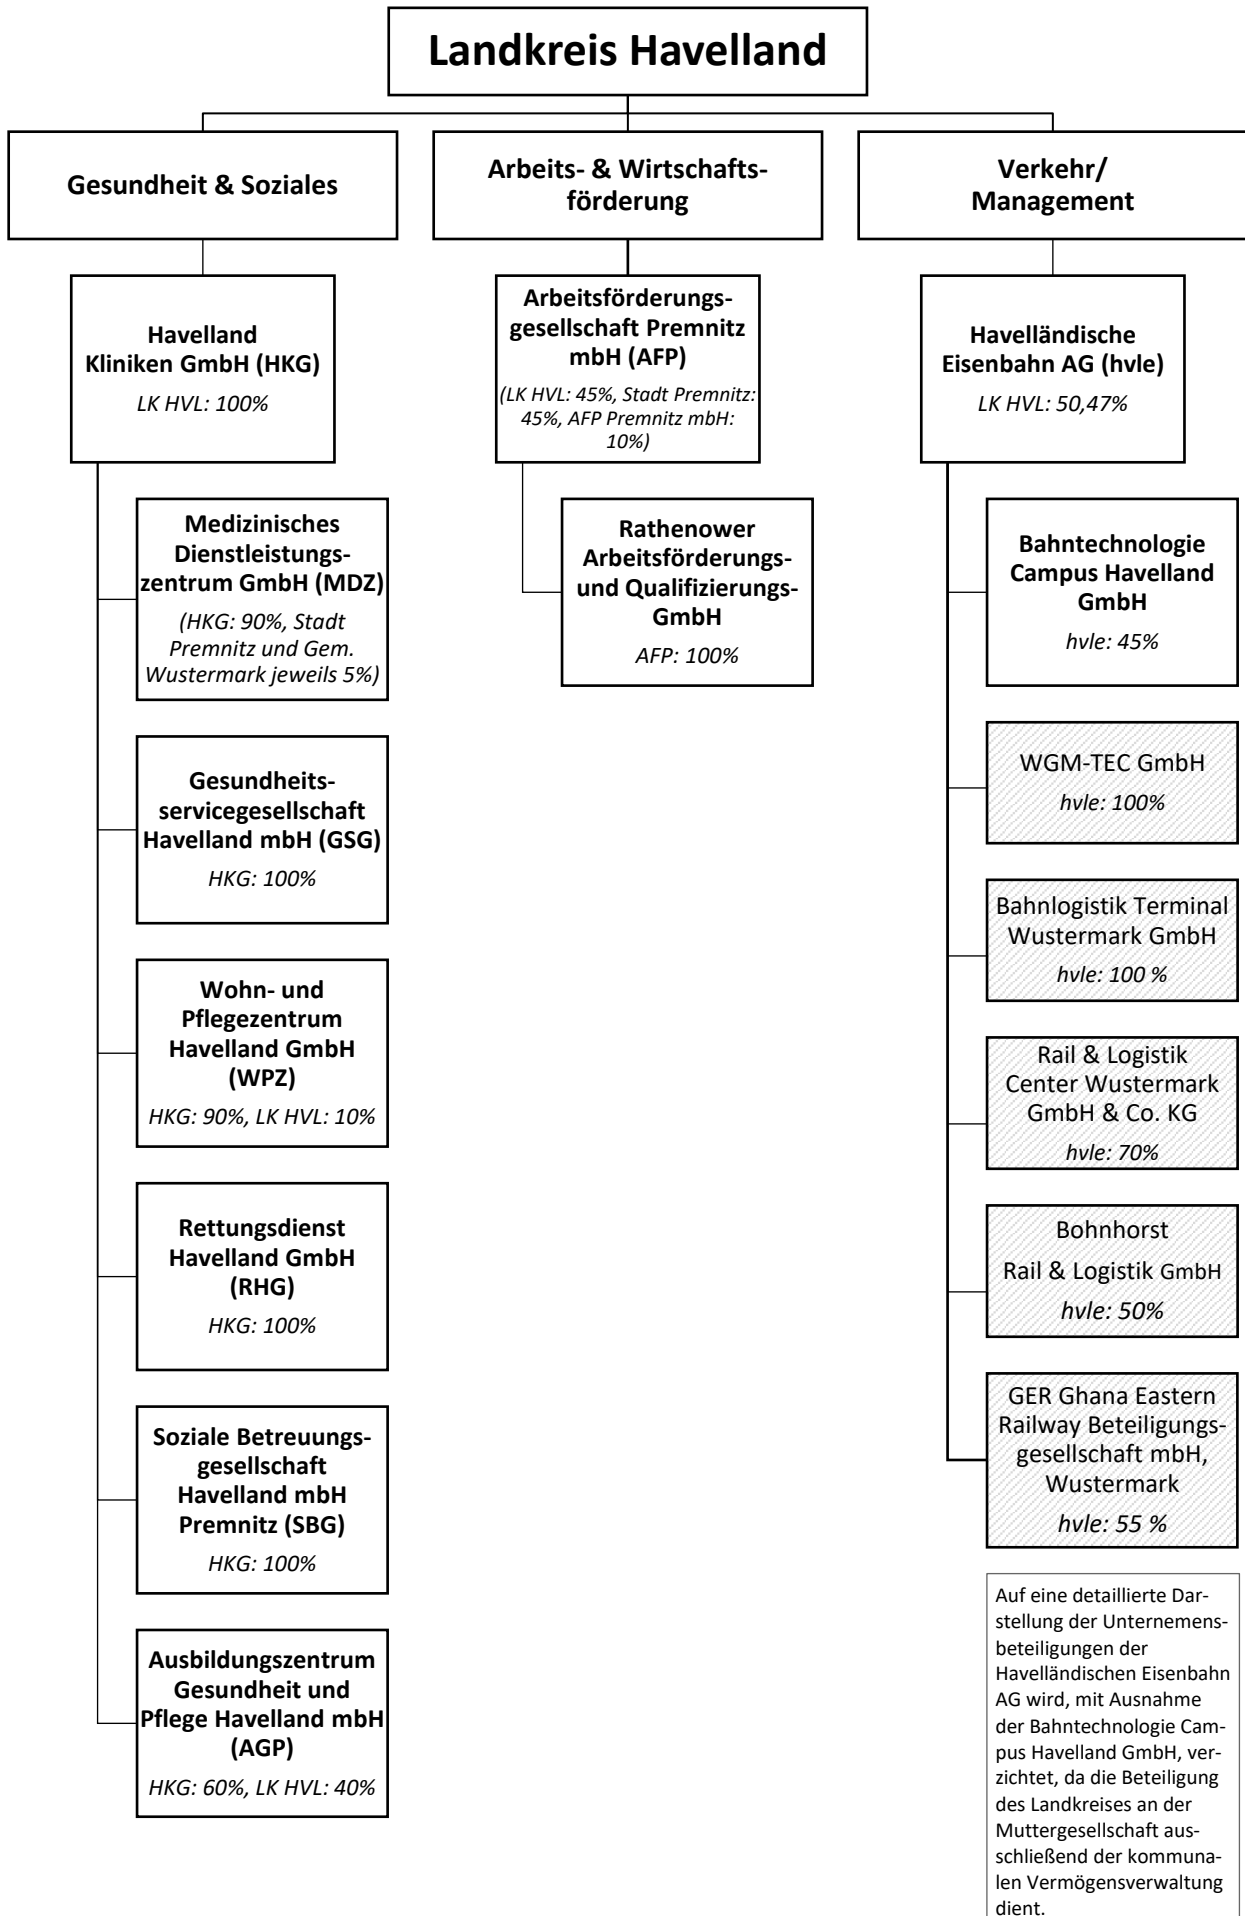 Landkreis Havelland
Gesundheit & Soziales
Arbeits- & Wirtschafts-
förderung
Verkehr/
Management
Havelland
Kliniken GmbH (HKG)
LK HVL: 100%
Medizinisches
Dienstleistungs-
zentrum GmbH (MDZ)
(HKG: 90%, Stadt
Premnitz und Gem.
Wustermark jeweils 5%)
Gesundheits-
servicegesellschaft
Havelland mbH (GSG)
HKG: 100%
Wohn- und
Pflegezentrum
Havelland GmbH
(WPZ)
HKG: 90%, LK HVL: 10%
Rettungsdienst
Havelland GmbH
(RHG)
HKG: 100%
Soziale Betreuungs-
gesellschaft
Havelland mbH
Premnitz (SBG)
HKG: 100%
Ausbildungszentrum
Gesundheit und
Pflege Havelland mbH
(AGP)
HKG: 60%, LK HVL: 40%
Arbeitsförderungs-
gesellschaft Premnitz
mbH (AFP)
(LK HVL: 45%, Stadt Premnitz:
45%, AFP Premnitz mbH:
10%)
Rathenower
Arbeitsförderungs-
und Qualifizierungs-
GmbH
AFP: 100%
Havelländische
Eisenbahn AG (hvle)
LK HVL: 50,47%
Bahntechnologie
Campus Havelland
GmbH
hvle: 45%
WGM-TEC GmbH
hvle: 100%
Bahnlogistik Terminal
Wustermark GmbH
hvle: 100 %
Rail & Logistik
Center Wustermark
GmbH & Co. KG
hvle: 70%
Bohnhorst
Rail & Logistik GmbH
hvle: 50%
GER Ghana Eastern
Railway Beteiligungs-
gesellschaft mbH,
Wustermark
hvle: 55 %
Auf eine detaillierte Dar-
stellung der Unternemens-
beteiligungen der
Havelländischen Eisenbahn
AG wird, mit Ausnahme
der Bahntechnologie Cam-
pus Havelland GmbH, ver-
zichtet, da die Beteiligung
des Landkreises an der
Muttergesellschaft aus-
schließend der kommuna-
len Vermögensverwaltung
dient.